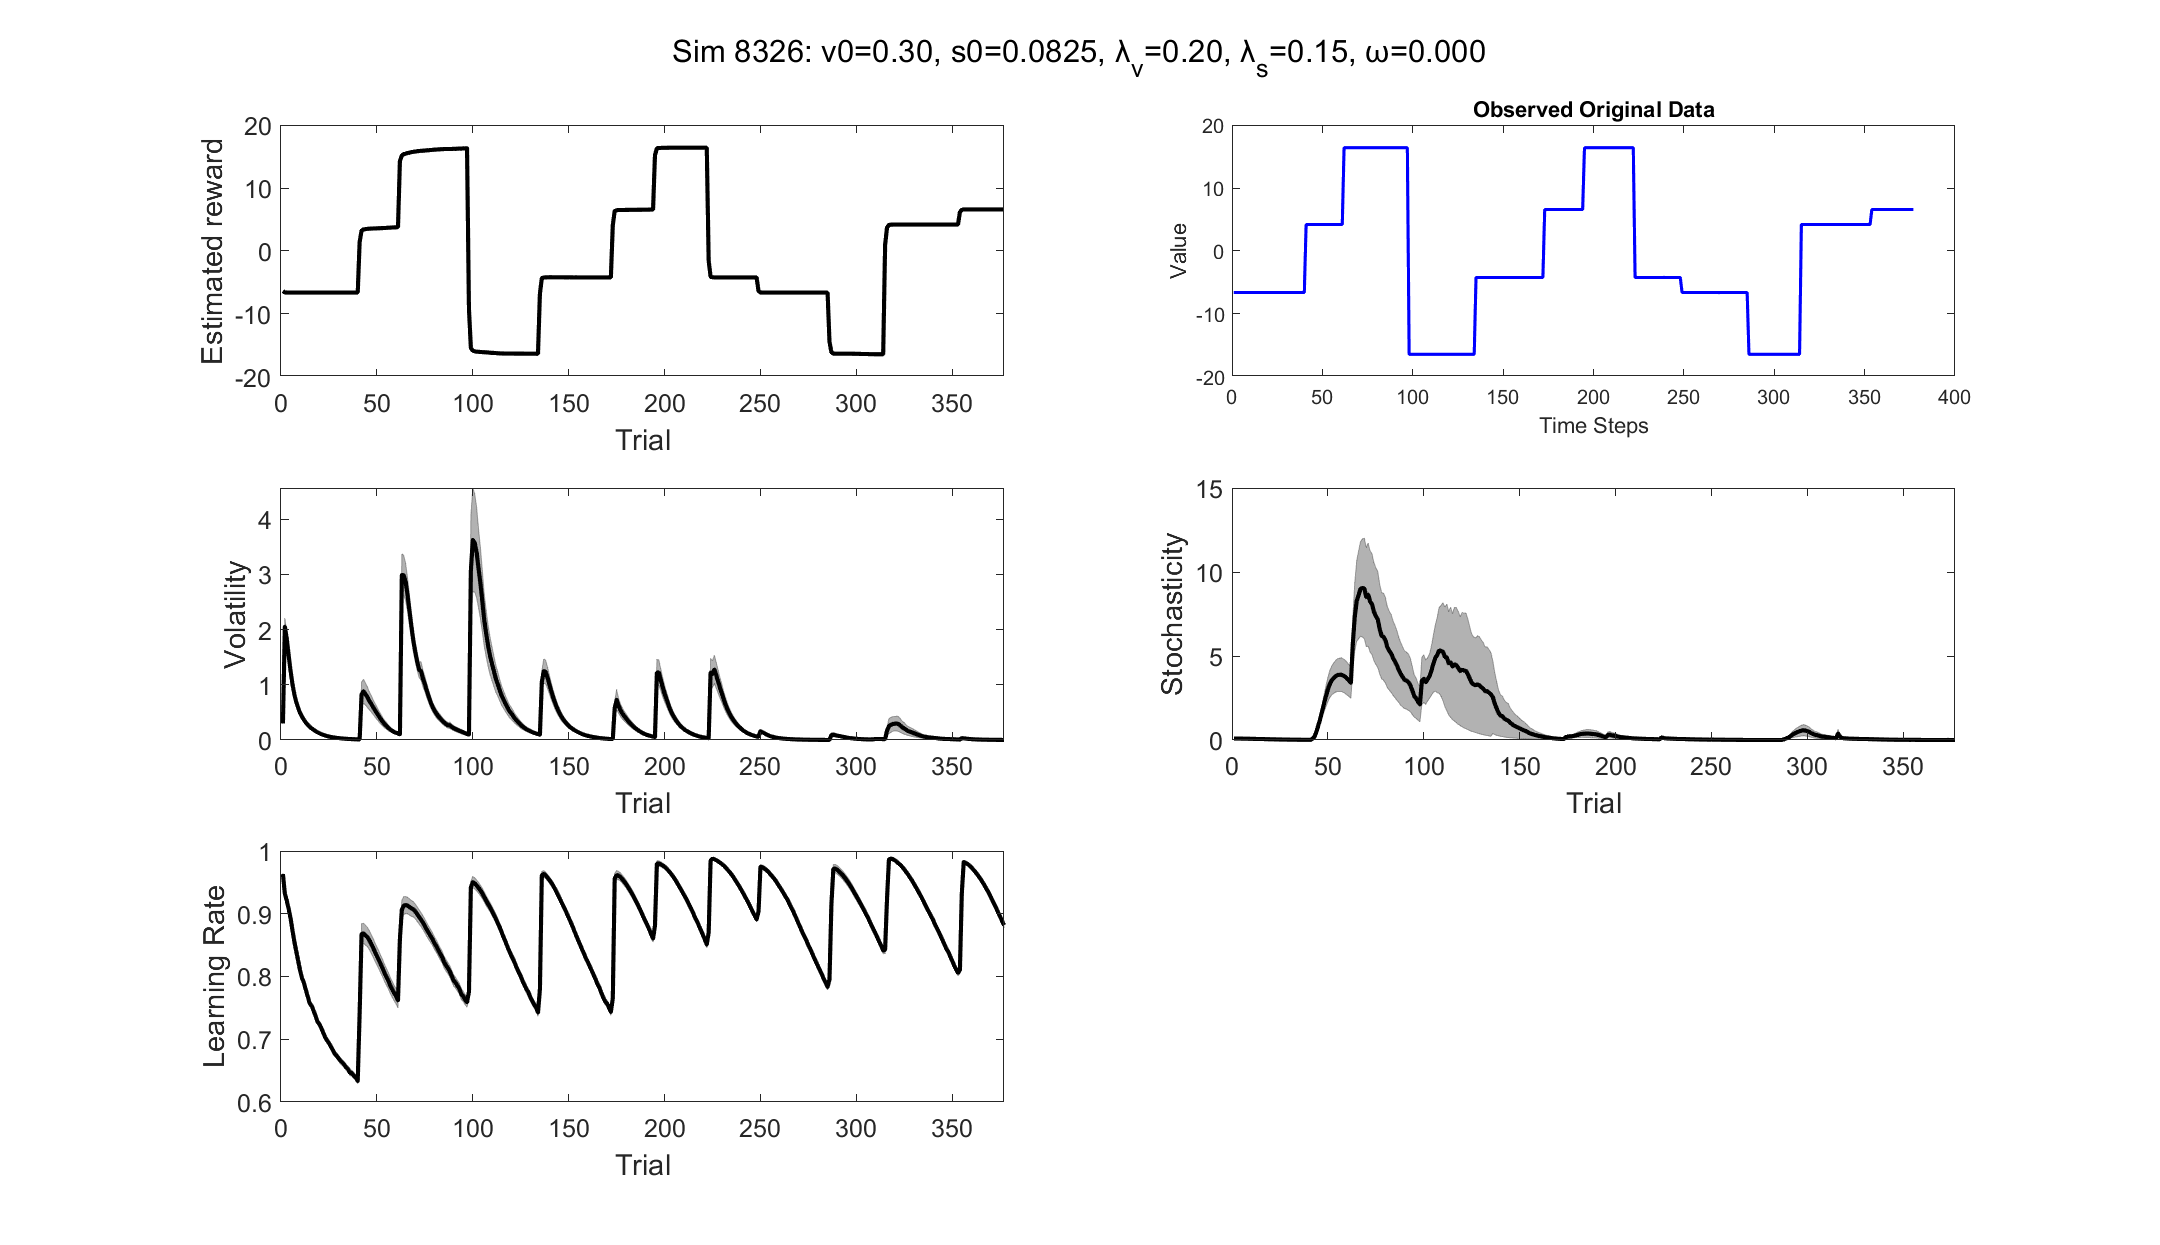 Sim 8326: v0=0.30, s0=0.0825, λv=0.20, λs=0.15, ω=0.000
Estimated reward
20
10
0
-10
-20
0 50 100 150 200 250 300 350
Trial
Observed Original Data
Value
20
10
0
-10
-20
0 50 100 150 200 250 300 350 400
Time Steps
Volatility
4
3
2
1
0
0 50 100 150 200 250 300 350
Trial
Stochasticity
15
10
5
0
0 50 100 150 200 250 300 350
Trial
Learning Rate
1
0.9
0.8
0.7
0.6
0 50 100 150 200 250 300 350
Trial